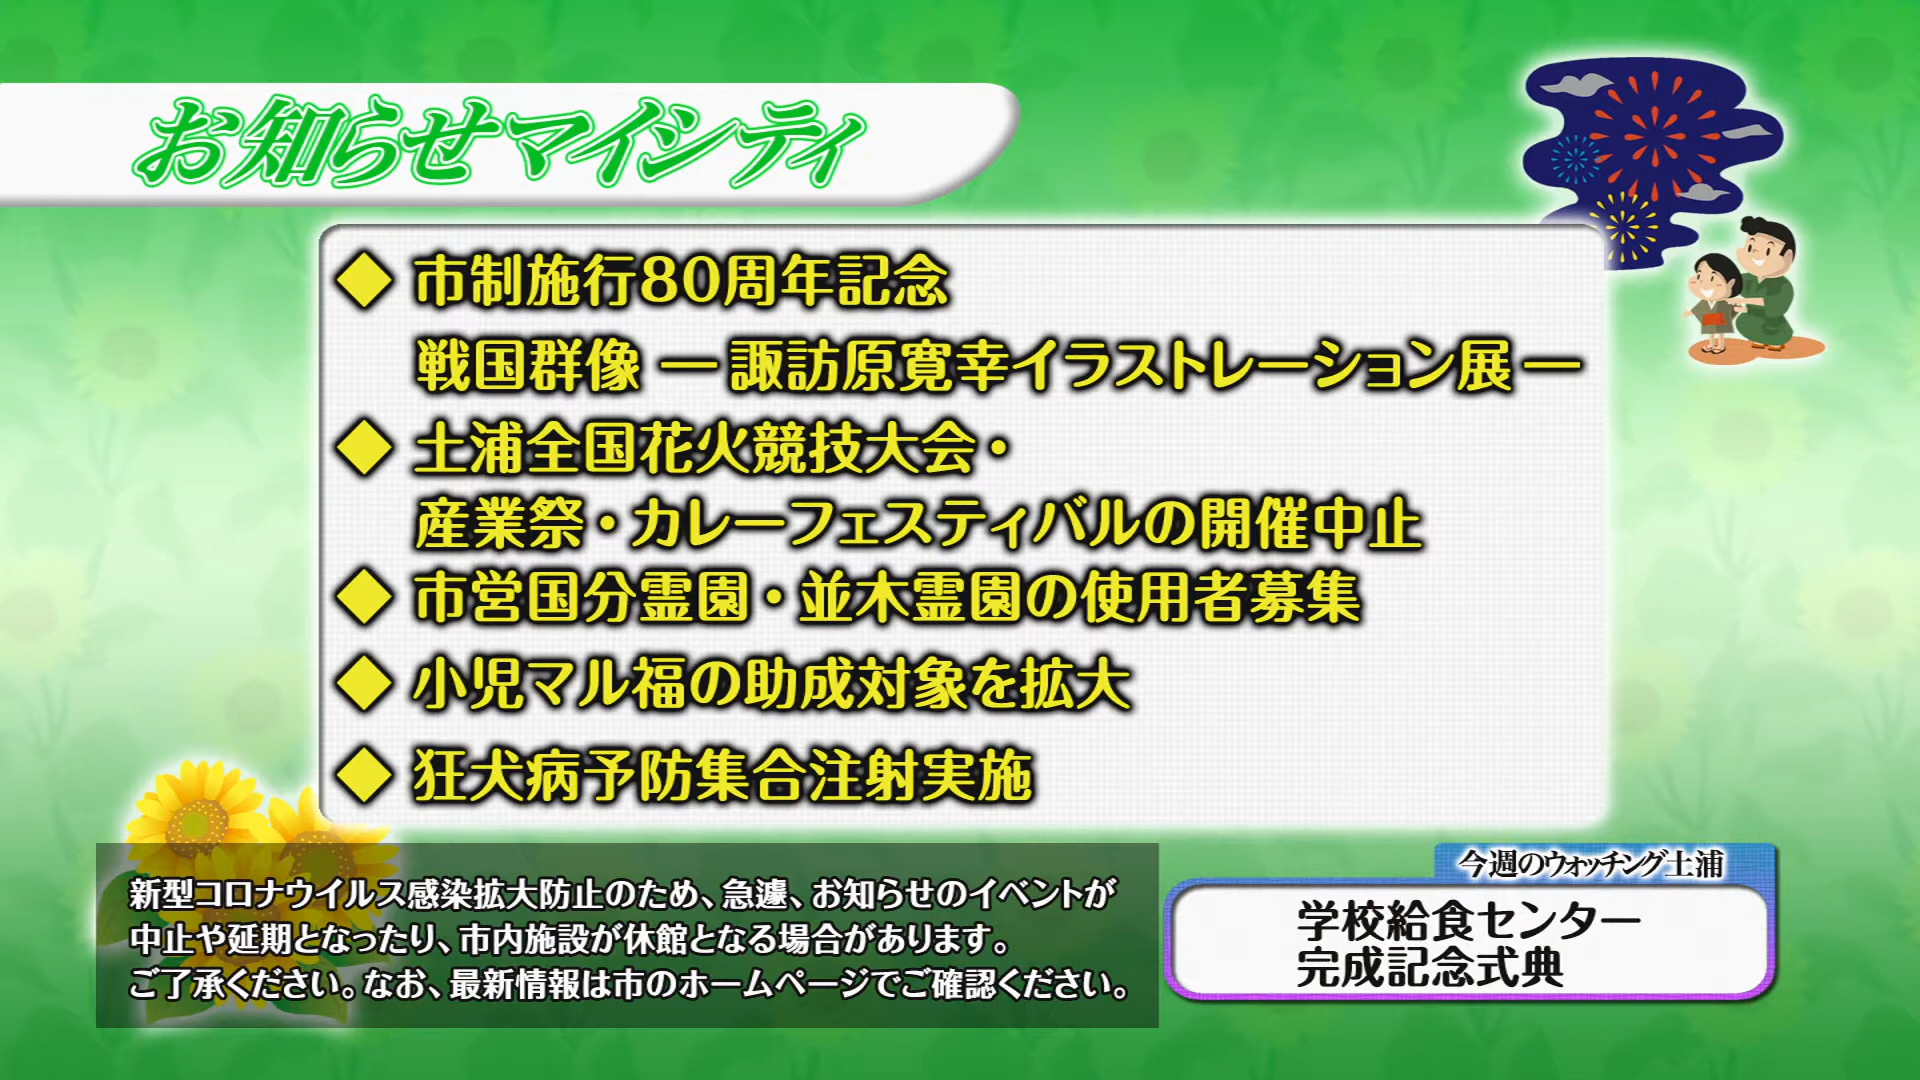 お知らせマイシティ
◆ 市制施行80周年記念
戦国群像 ― 諏訪原寛幸イラストレーション展 ―
◆ 土浦全国花火競技大会・
産業祭・カレーフェスティバルの開催中止
◆ 市営国分霊園・並木霊園の使用者募集
◆ 小児マル福の助成対象を拡大
◆ 狂犬病予防集合注射実施
新型コロナウイルス感染拡大防止のため、急遽、お知らせのイベントが
中止や延期となったり、市内施設が休館となる場合があります。
ご了承ください。なお、最新情報は市のホームページでご確認ください。
今週のウォッチング土浦
学校給食センター
完成記念式典